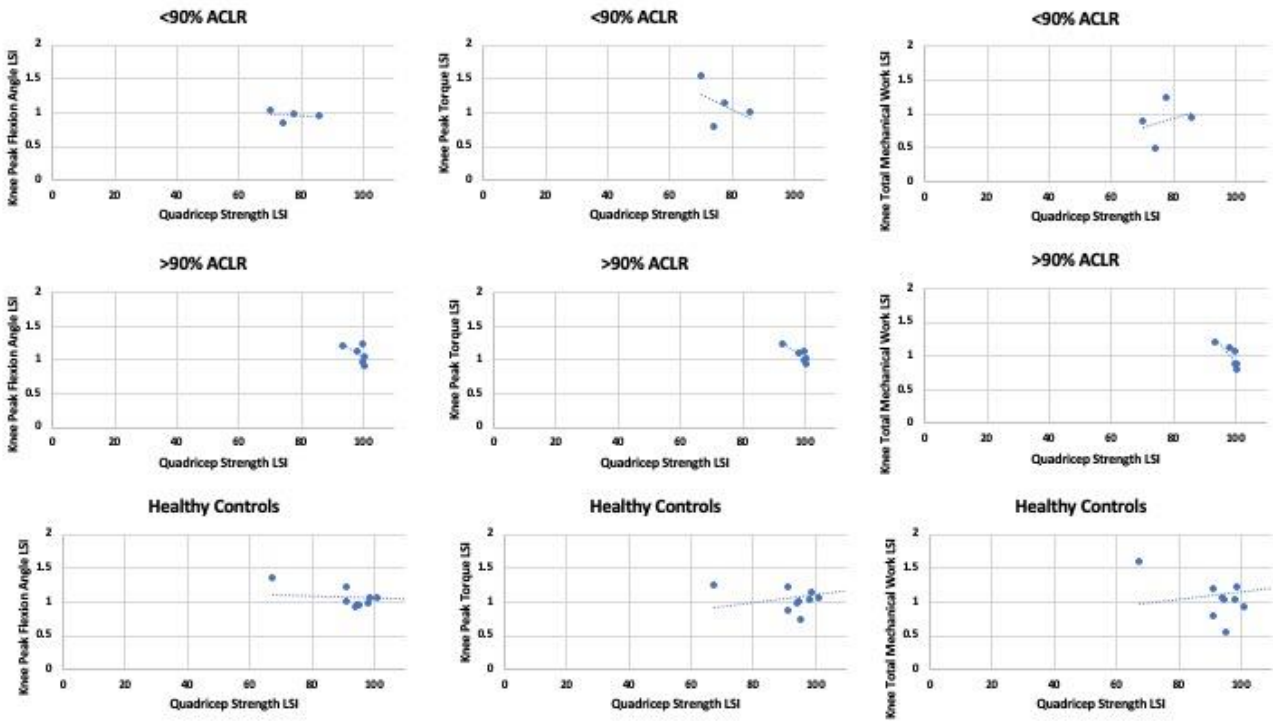 <90% ACLR
Knee Peak Flexion Angle LSI
2
1.5
1
0.5
0
0 20 40 60 80 100
Quadricep Strength LSI
<90% ACLR
Knee Peak Torque LSI
2
1.5
1
0.5
0
0 20 40 60 80 100
Quadricep Strength LSI
<90% ACLR
Knee Total Mechanical Work LSI
2
1.5
1
0.5
0
0 20 40 60 80 100
Quadricep Strength LSI
>90% ACLR
Knee Peak Flexion Angle LSI
2
1.5
1
0.5
0
0 20 40 60 80 100
Quadricep Strength LSI
>90% ACLR
Knee Peak Torque LSI
2
1.5
1
0.5
0
0 20 40 60 80 100
Quadricep Strength LSI
>90% ACLR
Knee Total Mechanical Work LSI
2
1.5
1
0.5
0
0 20 40 60 80 100
Quadricep Strength LSI
Healthy Controls
Knee Peak Flexion Angle LSI
2
1.5
1
0.5
0
0 20 40 60 80 100
Quadricep Strength LSI
Healthy Controls
Knee Peak Torque LSI
2
1.5
1
0.5
0
0 20 40 60 80 100
Quadricep Strength LSI
Healthy Controls
Knee Total Mechanical Work LSI
2
1.5
1
0.5
0
0 20 40 60 80 100
Quadricep Strength LSI